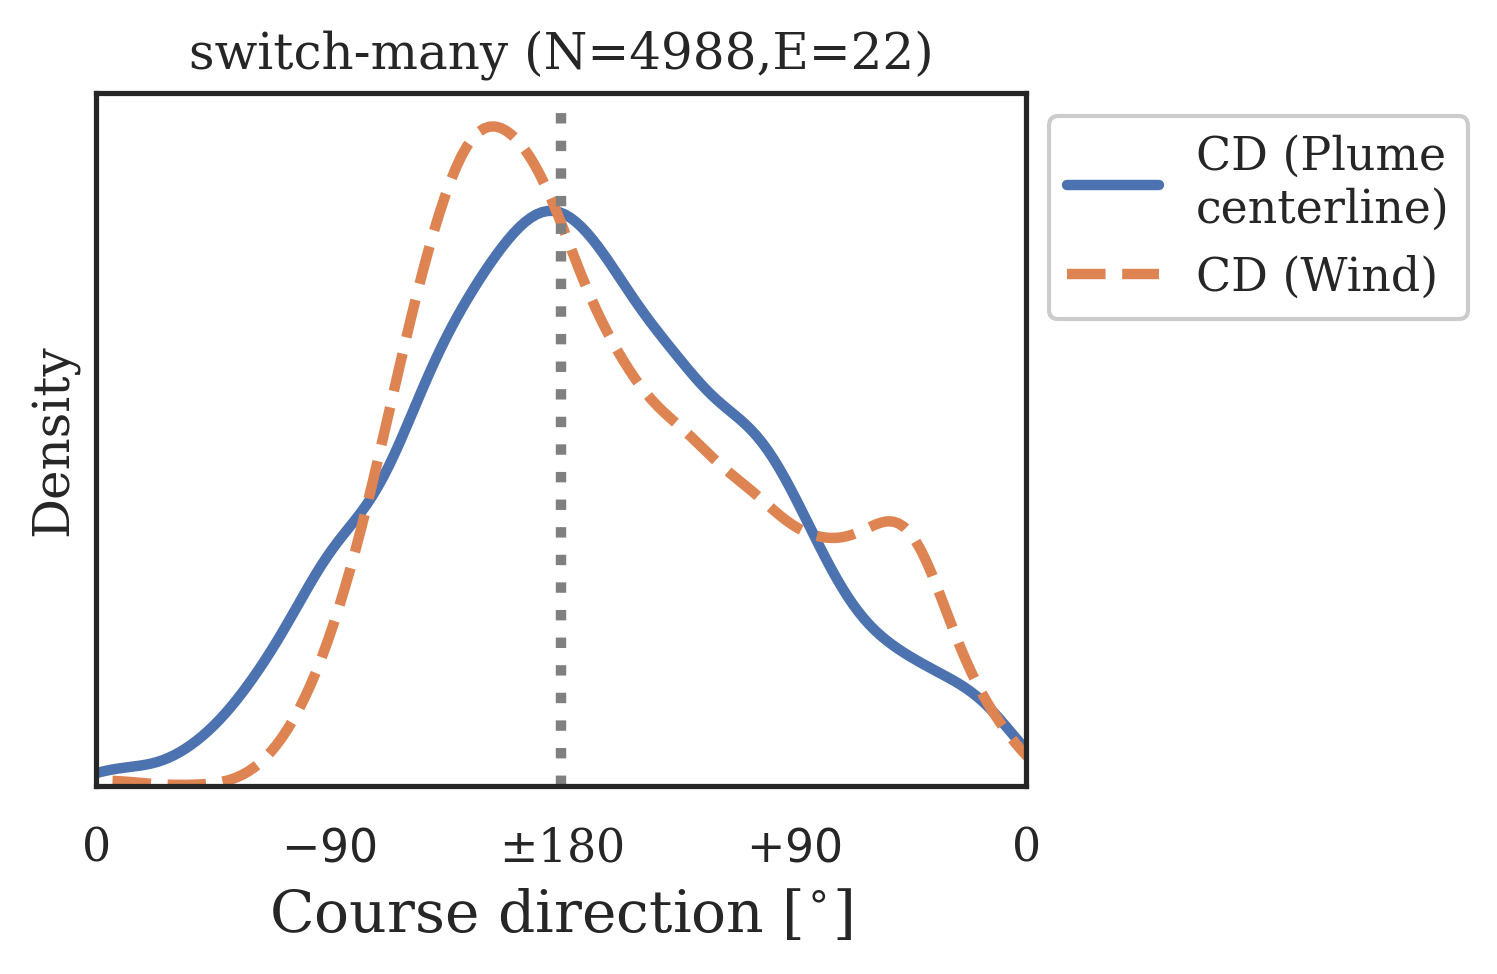 switch-many (N=4988,E=22)
CD (Plume
centerline)
CD (Wind)
Density
0 −90 ±180 +90 0
Course direction [°]